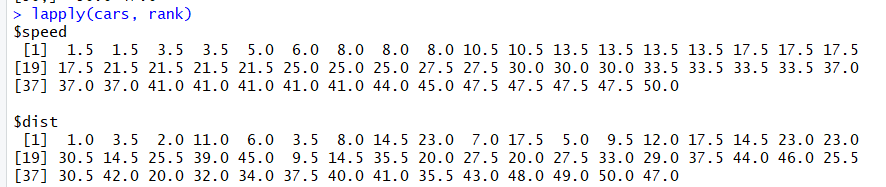 > lapply(cars, rank)
$speed
 [1]  1.5  1.5  3.5  3.5  5.0  6.0  8.0  8.0  8.0 10.5 10.5 13.5 13.5 13.5 13.5 17.5 17.5 17.5
[19] 17.5 21.5 21.5 21.5 21.5 25.0 25.0 25.0 27.5 27.5 30.0 30.0 30.0 33.5 33.5 33.5 33.5 37.0
[37] 37.0 37.0 41.0 41.0 41.0 41.0 41.0 44.0 45.0 47.5 47.5 47.5 47.5 50.0

$dist
 [1]  1.0  3.5  2.0 11.0  6.0  3.5  8.0 14.5 23.0  7.0 17.5  5.0  9.5 12.0 17.5 14.5 23.0 23.0
[19] 30.5 14.5 25.5 39.0 45.0  9.5 14.5 35.5 20.0 27.5 20.0 27.5 33.0 29.0 37.5 44.0 46.0 25.5
[37] 30.5 42.0 20.0 32.0 34.0 37.5 40.0 41.0 35.5 43.0 48.0 49.0 50.0 47.0